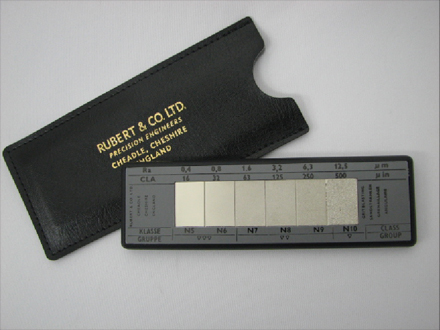 RUBERT & CO. LTD.
PRECISION ENGINEERS
CHEADLE, CHESHIRE
ENGLAND
Ra 0,4 0,8 1,6 3,2 6,3 12,5 µm
CLA 16 32 63 125 250 500 µin
KLASSE N5 N6 N7 N8 N9 N10 CLASS
GRUPPE ▽▽▽ ▽▽ ▽ GROUP